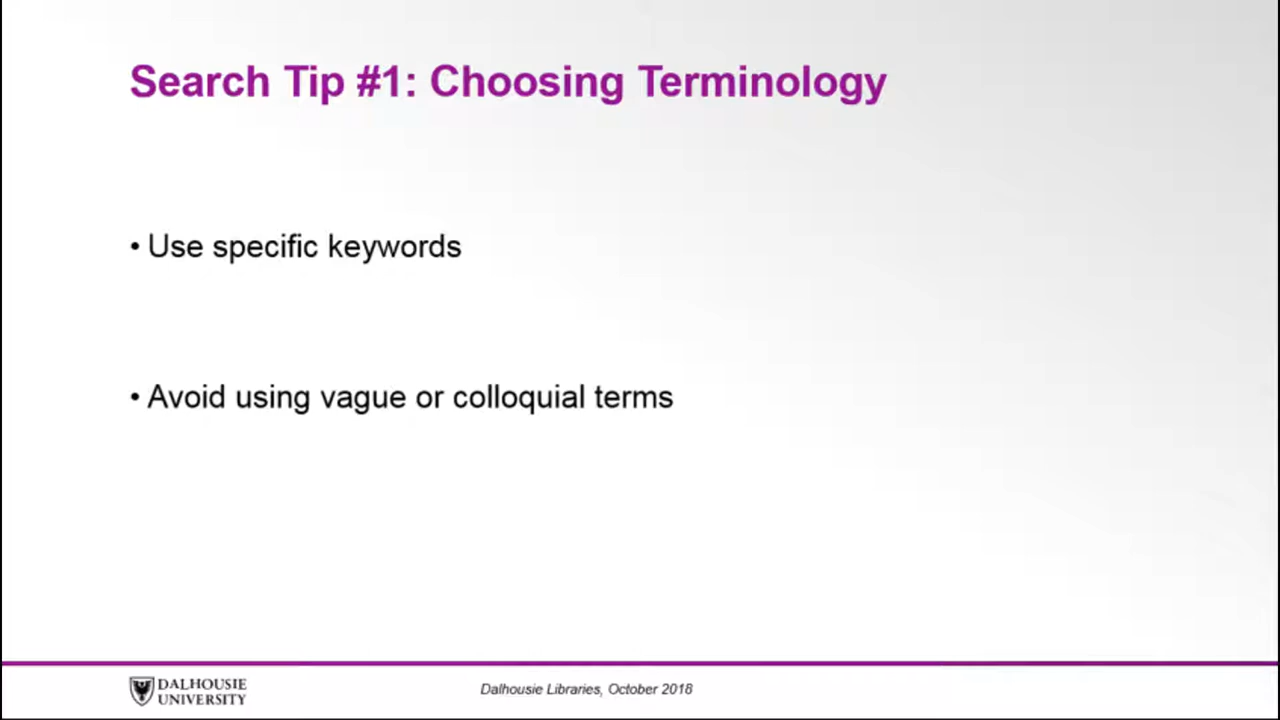 Search Tip #1: Choosing Terminology
• Use specific keywords
• Avoid using vague or colloquial terms
DALHOUSIE
UNIVERSITY
Dalhousie Libraries, October 2018